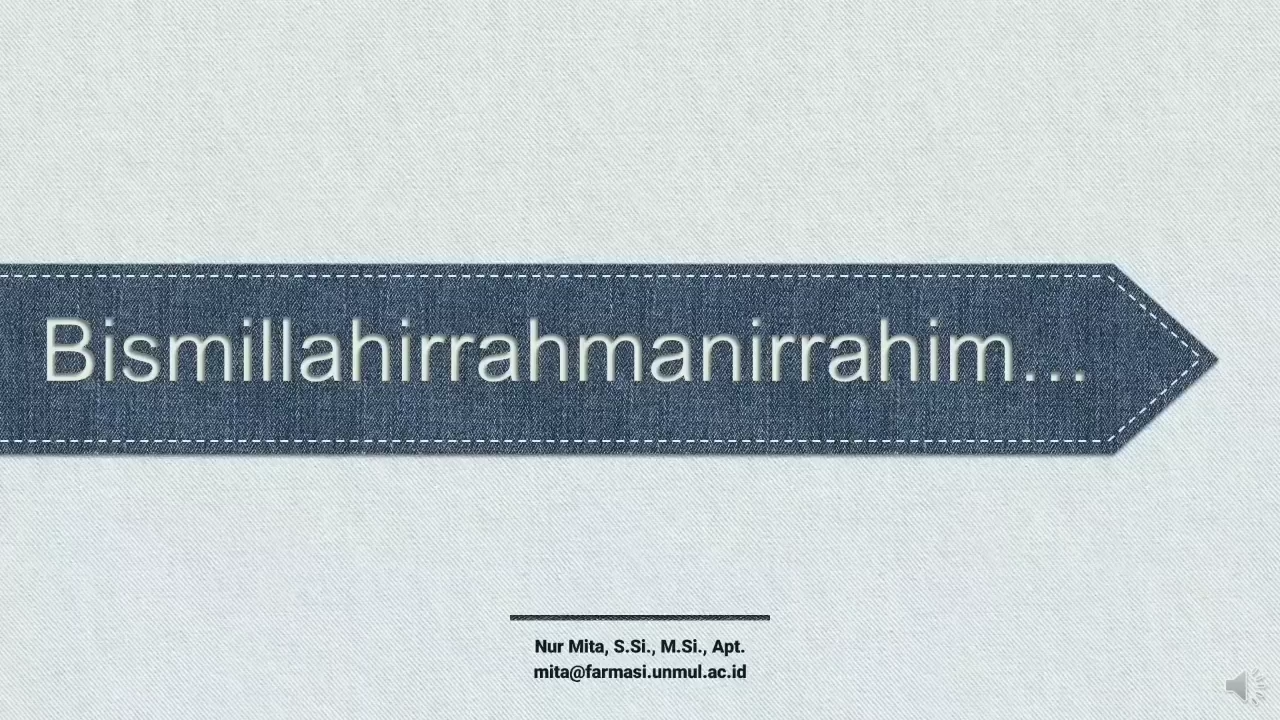 Bismillahirrahmanirrahim...
Nur Mita, S.Si., M.Si., Apt.
mita@farmasi.unmul.ac.id